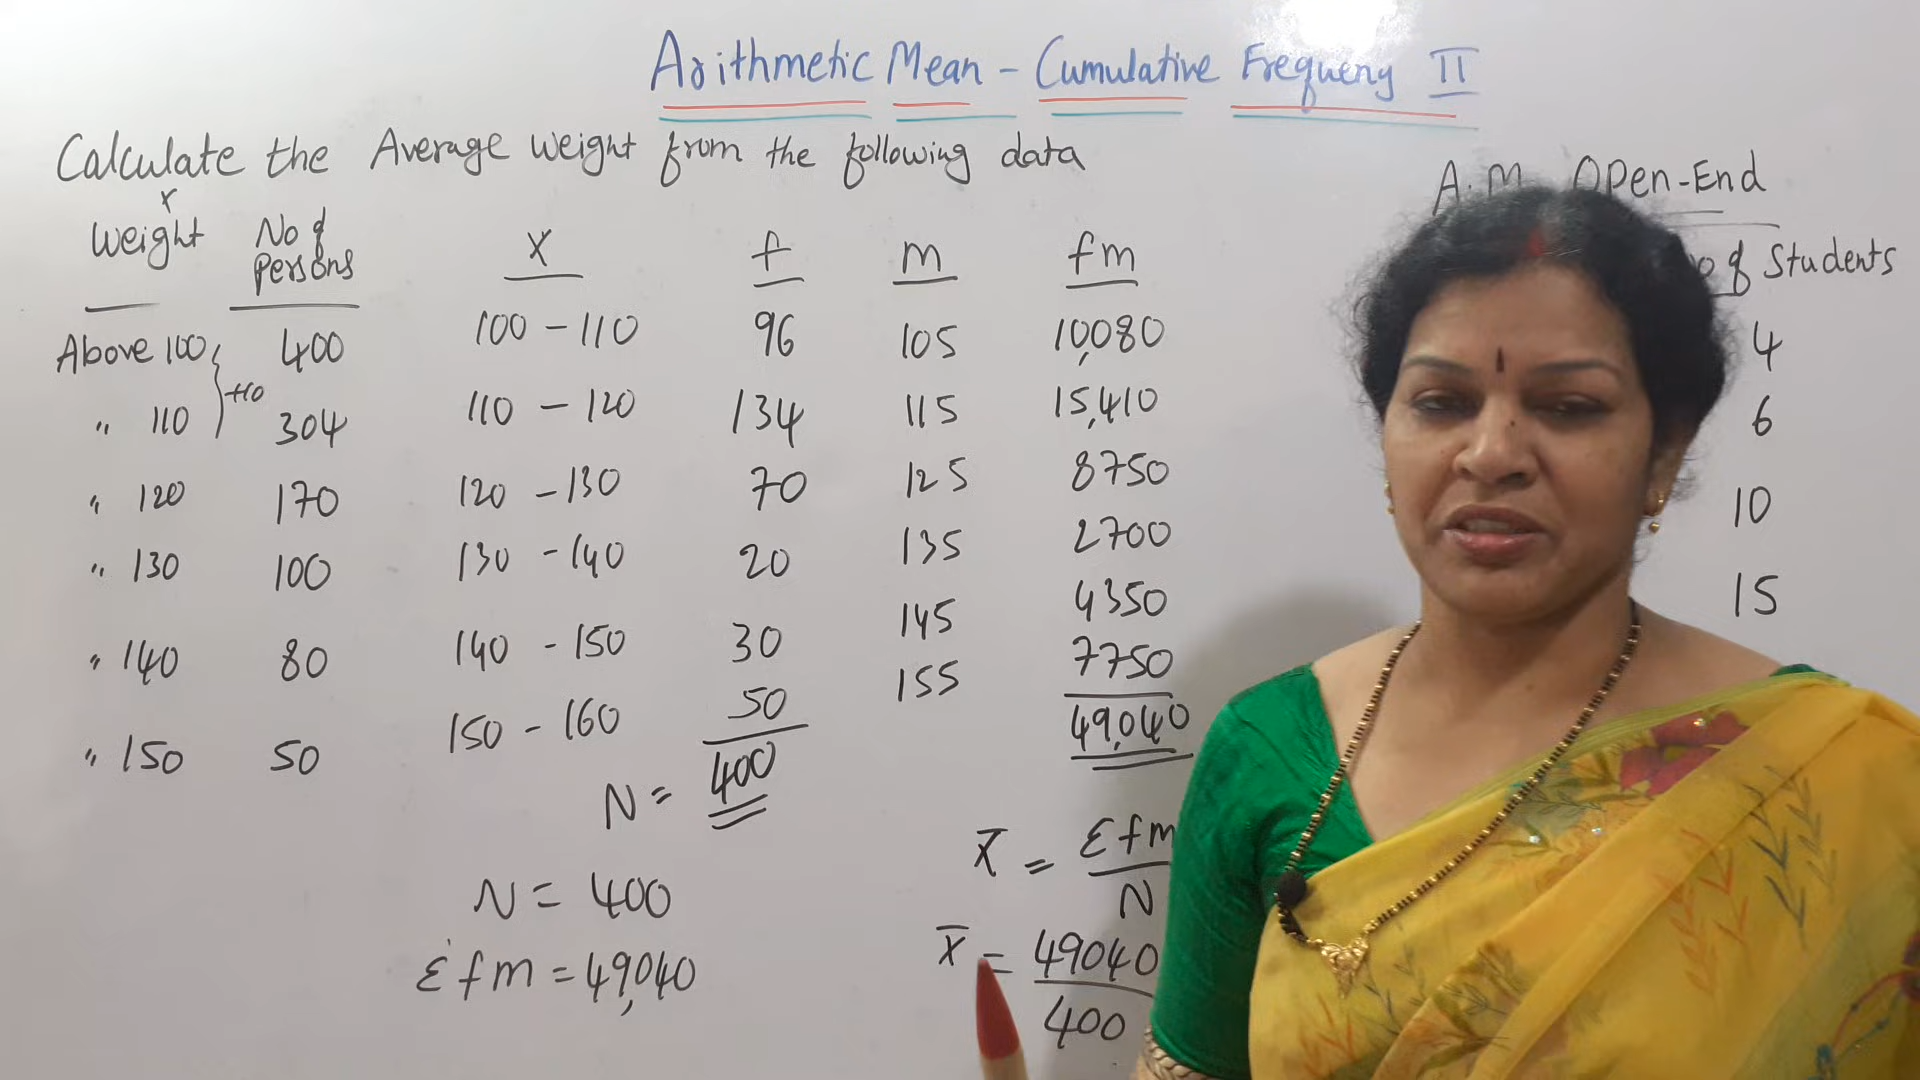 Arithmetic Mean - Cumulative Frequency II
Calculate the Average weight from the following data
x
Weight No of Persons X f m fm
Above 100 400 100 - 110 96 105 10,080
" 110 +10 304 110 - 120 134 115 15,410
" 120 170 120 - 130 70 125 8750
" 130 100 130 - 140 20 135 2700
" 140 80 140 - 150 30 145 4350
" 150 50 150 - 160 50 155 7750
N = 400 49,040
N = 400
Σfm = 49,040
X̄ = Σfm / N
X̄ = 49040 / 400
A.M Open-End
of Students
4
6
10
15